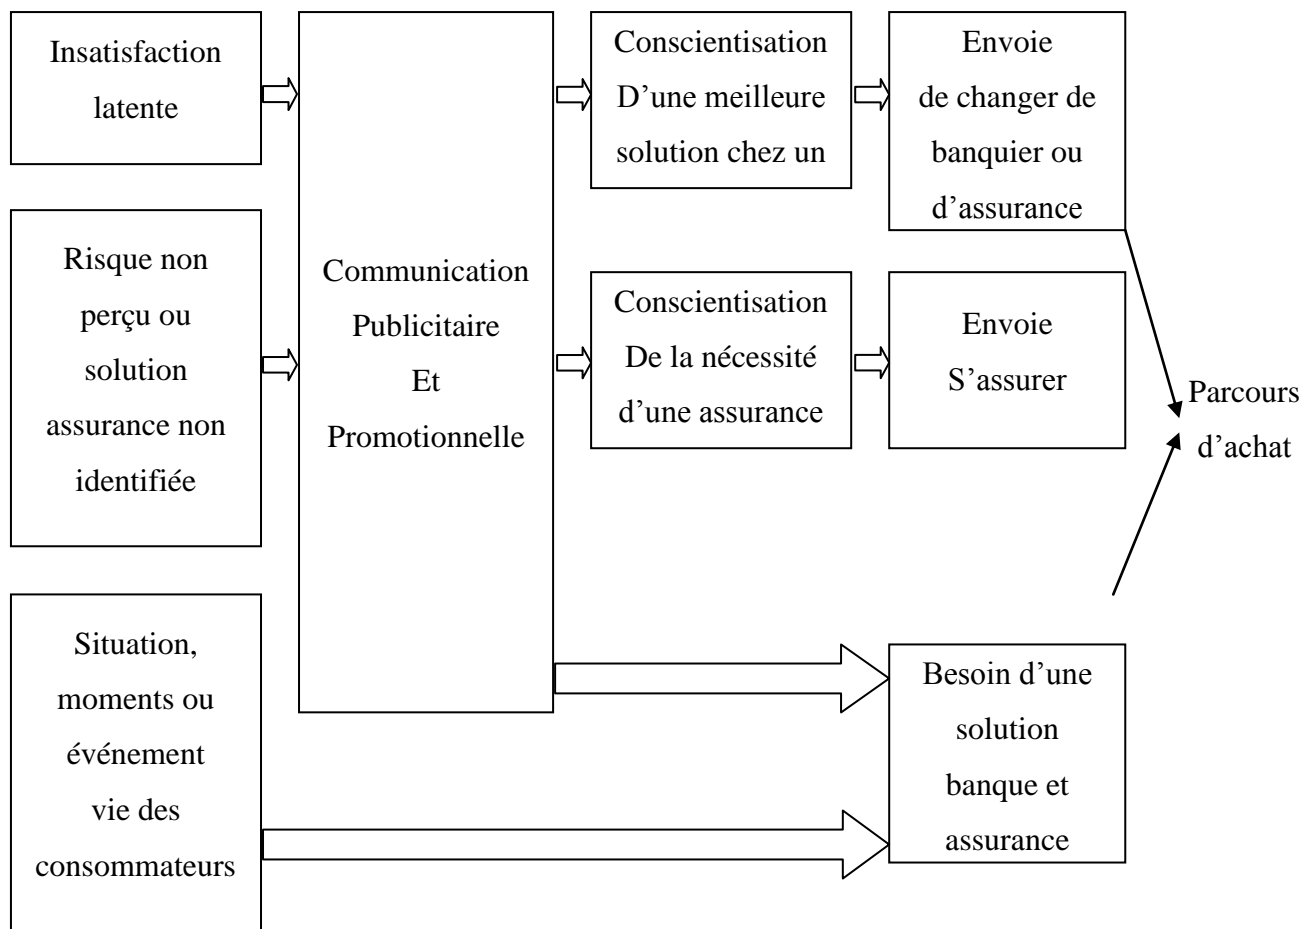 Insatisfaction
latente
Risque non
perçu ou
solution
assurance non
identifiée
Situation,
moments ou
événement
vie des
consommateurs
Communication
Publicitaire
Et
Promotionnelle
Conscientisation
D’une meilleure
solution chez un
Conscientisation
De la nécessité
d’une assurance
Envoie
de changer de
banquier ou
d’assurance
Envoie
S’assurer
Besoin d’une
solution
banque et
assurance
Parcours
d’achat